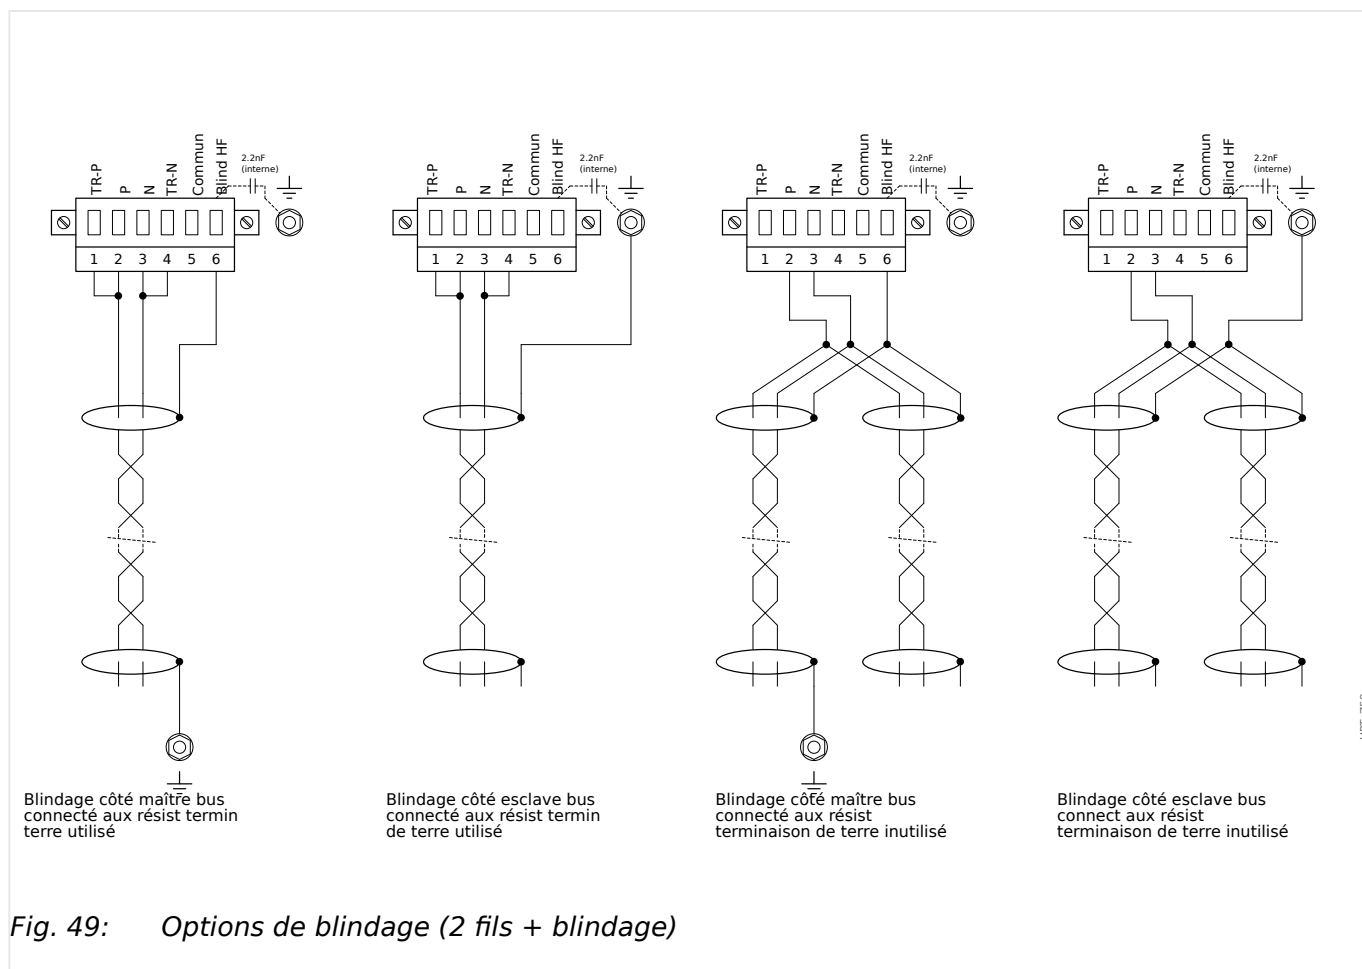 TR-P P N TR-N Commun Blind HF
2.2nF
(interne)
1 2 3 4 5 6
TR-P P N TR-N Commun Blind HF
2.2nF
(interne)
1 2 3 4 5 6
TR-P P N TR-N Commun Blind HF
2.2nF
(interne)
1 2 3 4 5 6
TR-P P N TR-N Commun Blind HF
2.2nF
(interne)
1 2 3 4 5 6
Blindage côté maître bus
connecté aux résist termin
terre utilisé
Blindage côté esclave bus
connecté aux résist termin
de terre utilisé
Blindage côté maître bus
connecté aux résist
terminaison de terre inutilisé
Blindage côté esclave bus
connect aux résist
terminaison de terre inutilisé
Fig. 49: Options de blindage (2 fils + blindage)